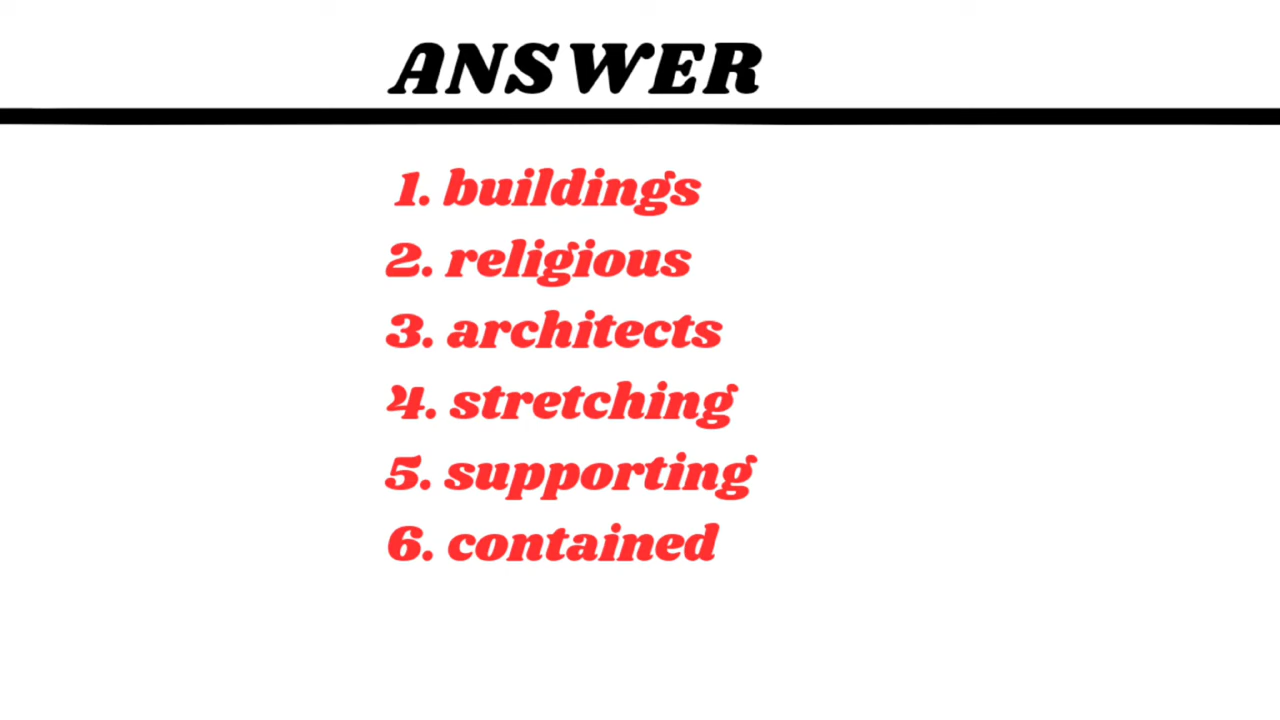 ANSWER
1. buildings
2. religious
3. architects
4. stretching
5. supporting
6. contained